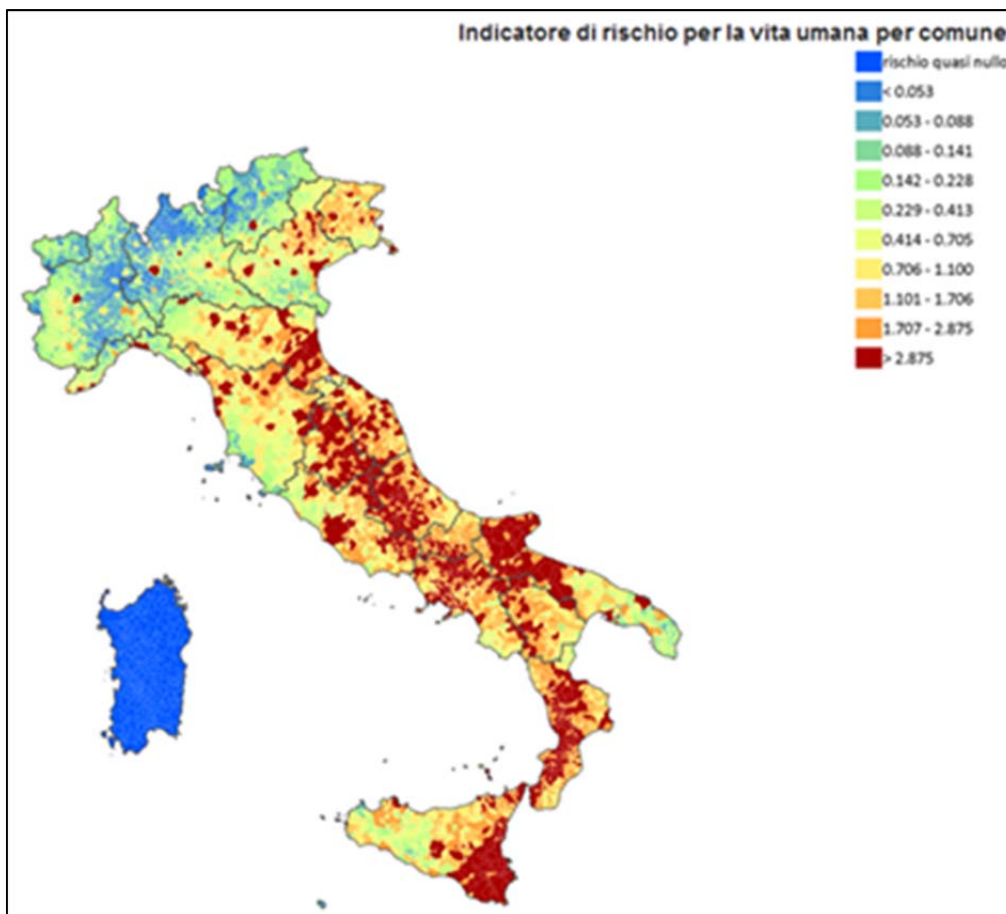 Indicatore di rischio per la vita umana per comune
rischio quasi nullo
< 0.053
0.053 - 0.088
0.088 - 0.141
0.142 - 0.228
0.229 - 0.413
0.414 - 0.705
0.706 - 1.100
1.101 - 1.706
1.707 - 2.875
> 2.875